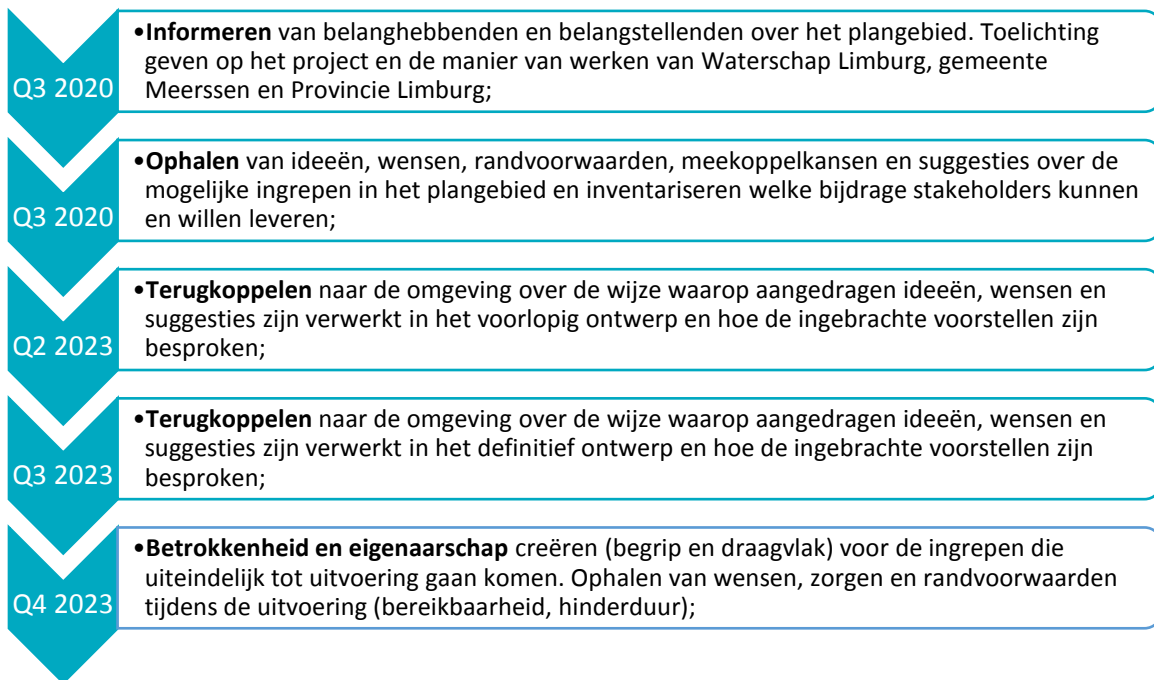 Q3 2020
•Informeren van belanghebbenden en belangstellenden over het plangebied. Toelichting
geven op het project en de manier van werken van Waterschap Limburg, gemeente
Meerssen en Provincie Limburg;
Q3 2020
•Ophalen van ideeën, wensen, randvoorwaarden, meekoppelkansen en suggesties over de
mogelijke ingrepen in het plangebied en inventariseren welke bijdrage stakeholders kunnen
en willen leveren;
Q2 2023
•Terugkoppelen naar de omgeving over de wijze waarop aangedragen ideeën, wensen en
suggesties zijn verwerkt in het voorlopig ontwerp en hoe de ingebrachte voorstellen zijn
besproken;
Q3 2023
•Terugkoppelen naar de omgeving over de wijze waarop aangedragen ideeën, wensen en
suggesties zijn verwerkt in het definitief ontwerp en hoe de ingebrachte voorstellen zijn
besproken;
Q4 2023
•Betrokkenheid en eigenaarschap creëren (begrip en draagvlak) voor de ingrepen die
uiteindelijk tot uitvoering gaan komen. Ophalen van wensen, zorgen en randvoorwaarden
tijdens de uitvoering (bereikbaarheid, hinderduur);